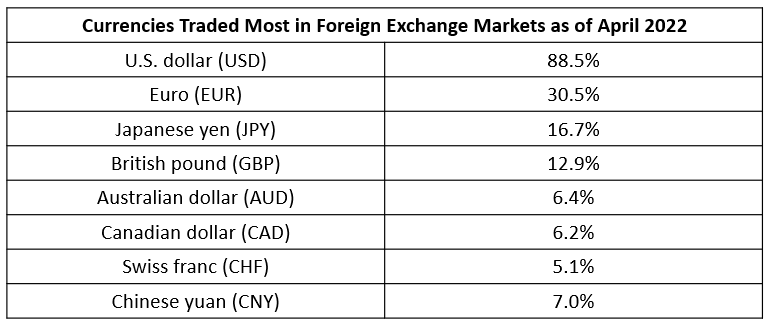 Currencies Traded Most in Foreign Exchange Markets as of April 2022
U.S. dollar (USD) 88.5%
Euro (EUR) 30.5%
Japanese yen (JPY) 16.7%
British pound (GBP) 12.9%
Australian dollar (AUD) 6.4%
Canadian dollar (CAD) 6.2%
Swiss franc (CHF) 5.1%
Chinese yuan (CNY) 7.0%